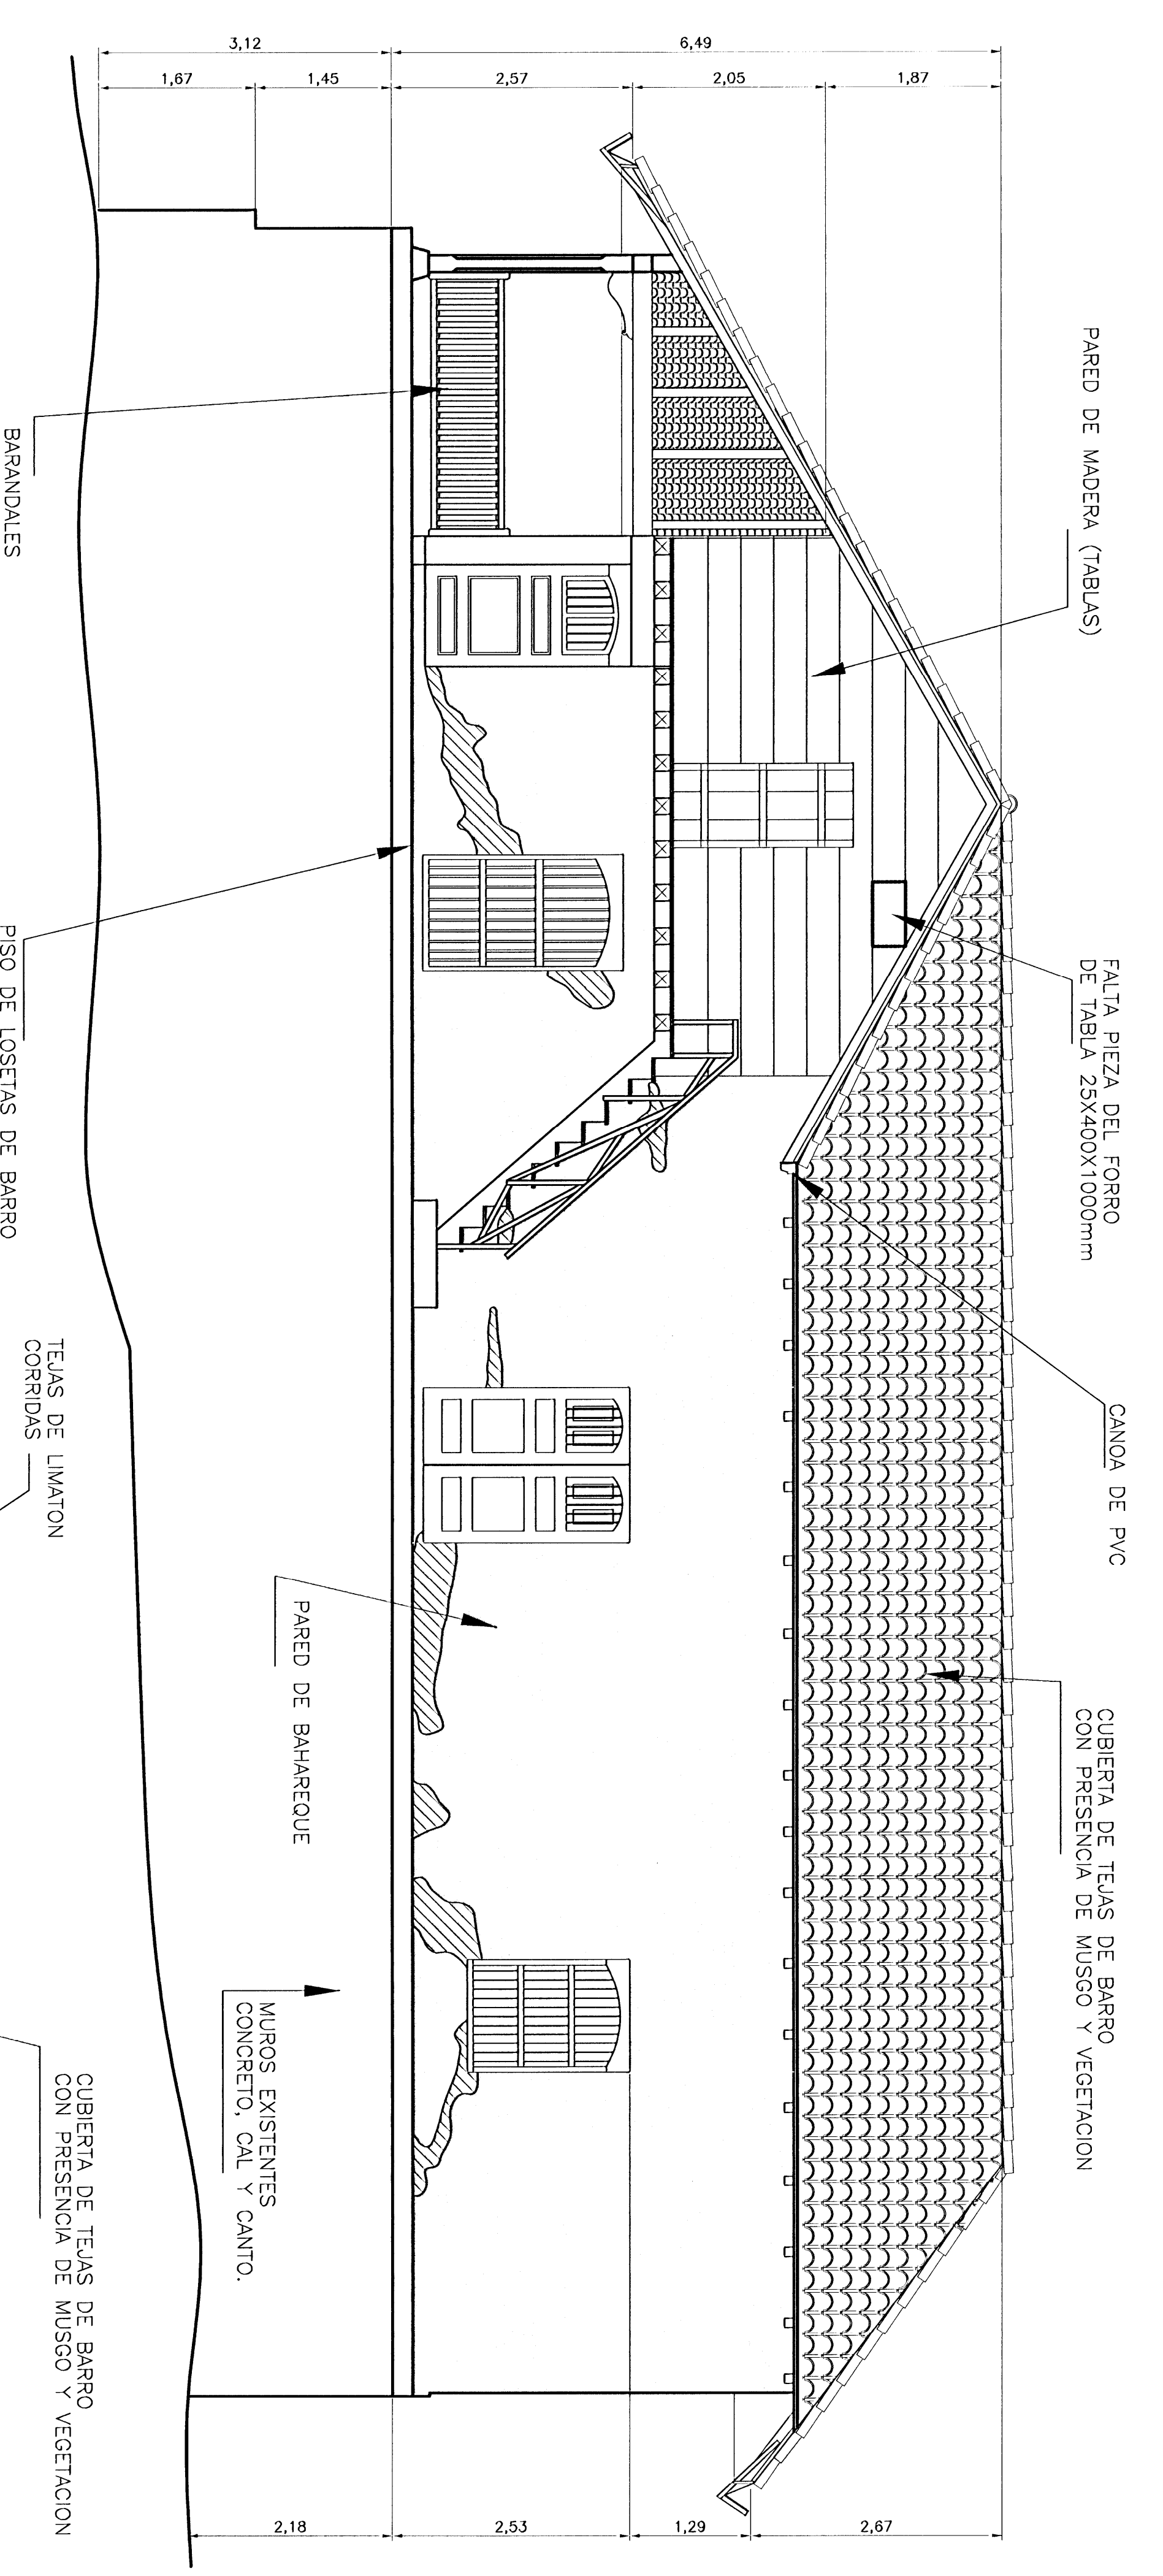 PARED DE MADERA (TABLAS)
FALTA PIEZA DEL FORRO
DE TABLA 25X400X1000mm
CANOA DE PVC
CUBIERTA DE TEJAS DE BARRO
CON PRESENCIA DE MUSGO Y VEGETACION
3,12
6,49
1,67
1,45
2,57
2,05
1,87
PARED DE BAHAREQUE
MUROS EXISTENTES
CONCRETO, CAL Y CANTO.
2,18
2,53
1,29
2,67
BARANDALES
PISO DE LOSETAS DE BARRO
TEJAS DE LIMATON
CORRIDAS
CUBIERTA DE TEJAS DE BARRO
CON PRESENCIA DE MUSGO Y VEGETACION